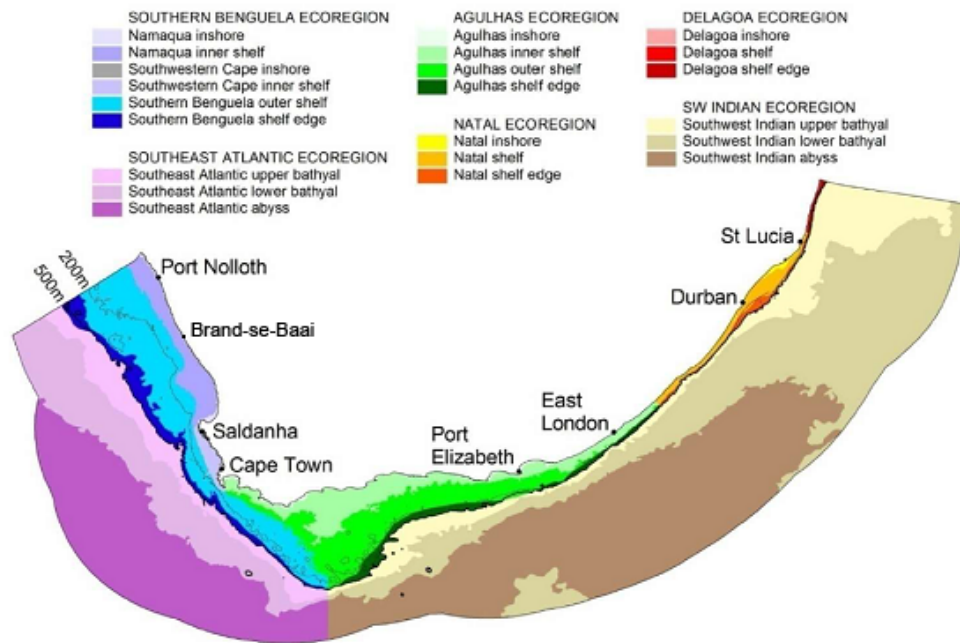 SOUTHERN BENGUELA ECOREGION
Namaqua inshore
Namaqua inner shelf
Southwestern Cape inshore
Southwestern Cape inner shelf
Southern Benguela outer shelf
Southern Benguela shelf edge
SOUTHEAST ATLANTIC ECOREGION
Southeast Atlantic upper bathyal
Southeast Atlantic lower bathyal
Southeast Atlantic abyss
AGULHAS ECOREGION
Agulhas inshore
Agulhas inner shelf
Agulhas outer shelf
Agulhas shelf edge
NATAL ECOREGION
Natal inshore
Natal shelf
Natal shelf edge
DELAGOA ECOREGION
Delagoa inshore
Delagoa shelf
Delagoa shelf edge
SW INDIAN ECOREGION
Southwest Indian upper bathyal
Southwest Indian lower bathyal
Southwest Indian abyss
St Lucia
200m
500m
Port Nolloth
Durban
Brand-se-Baai
East
London
Saldanha
Port
Elizabeth
Cape Town